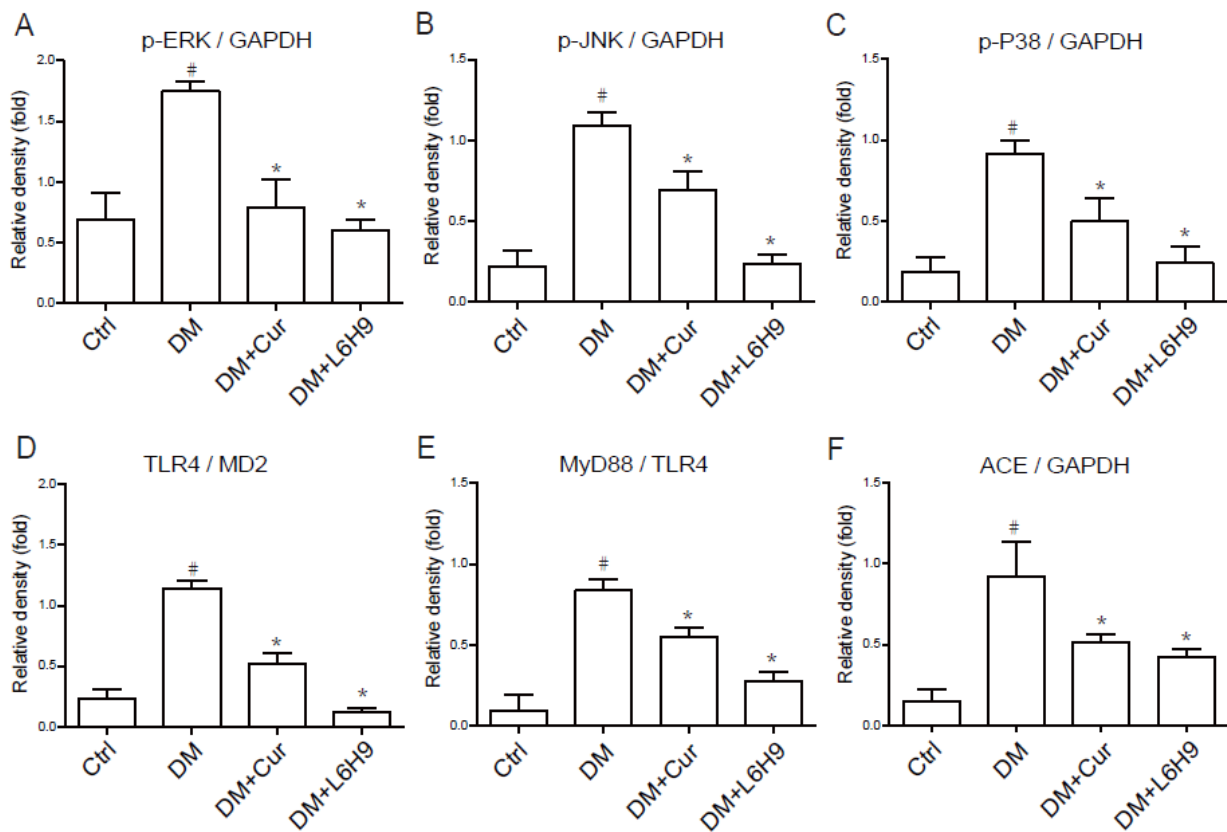 A
p-ERK / GAPDH
Relative density (fold)
2.0
1.5
1.0
0.5
0.0
#
*
*
Ctrl
DM
DM+Cur
DM+L6H9
B
p-JNK / GAPDH
Relative density (fold)
1.5
1.0
0.5
0.0
#
*
*
Ctrl
DM
DM+Cur
DM+L6H9
C
p-P38 / GAPDH
Relative density (fold)
1.5
1.0
0.5
0.0
#
*
*
Ctrl
DM
DM+Cur
DM+L6H9
D
TLR4 / MD2
Relative density (fold)
2.0
1.5
1.0
0.5
0.0
#
*
*
Ctrl
DM
DM+Cur
DM+L6H9
E
MyD88 / TLR4
Relative density (fold)
1.5
1.0
0.5
0.0
#
*
*
Ctrl
DM
DM+Cur
DM+L6H9
F
ACE / GAPDH
Relative density (fold)
1.5
1.0
0.5
0.0
#
*
*
Ctrl
DM
DM+Cur
DM+L6H9